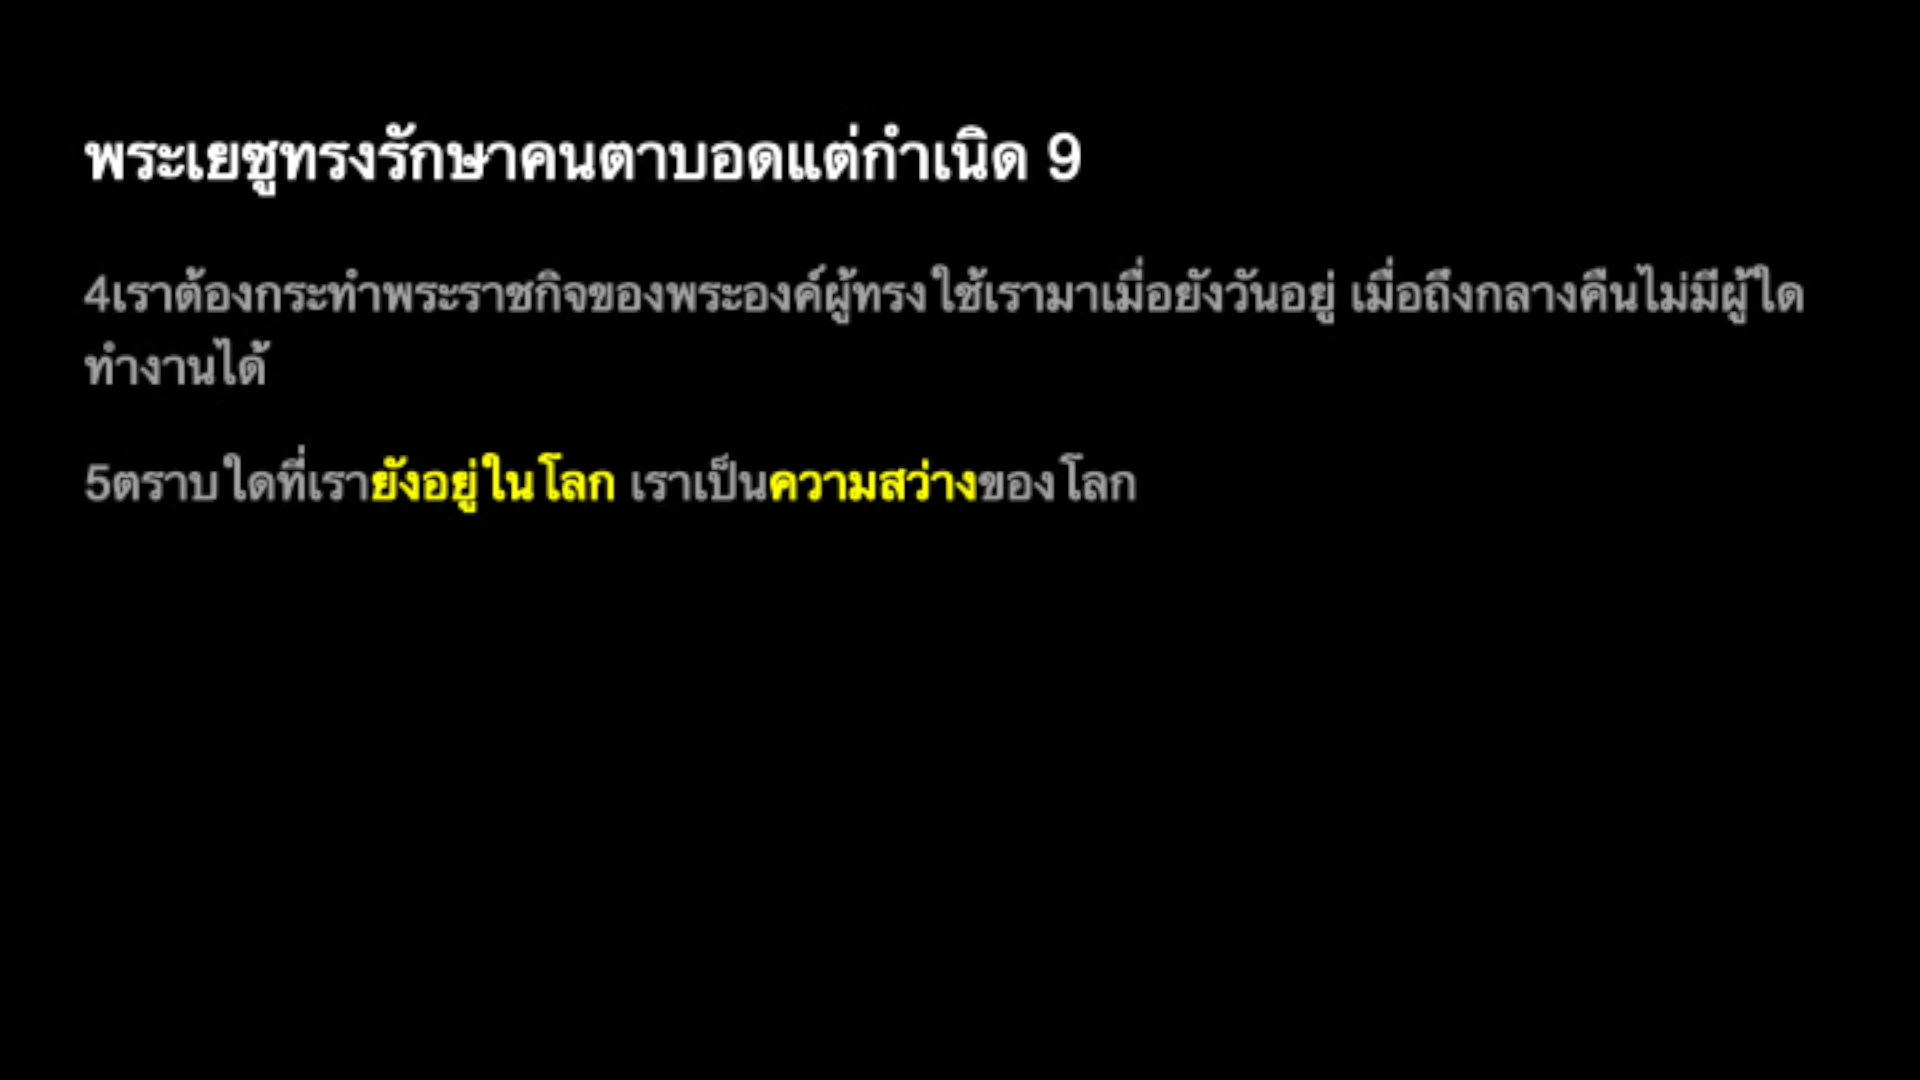 พระเยซูทรงรักษาคนตาบอดแต่กำเนิด 9
4เราต้องกระทำพระราชกิจของพระองค์ผู้ทรงใช้เรามาเมื่อยังวันอยู่ เมื่อถึงกลางคืนไม่มีผู้ใด
ทำงานได้
5ตราบใดที่เรายังอยู่ในโลก เราเป็นความสว่างของโลก